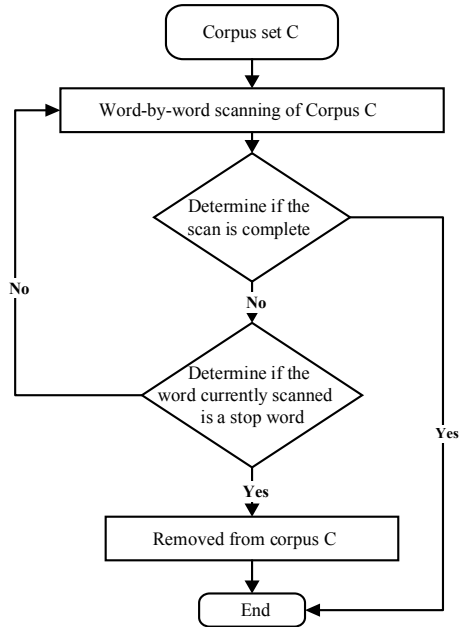 Corpus set C
Word-by-word scanning of Corpus C
Determine if the
scan is complete
No
No
Determine if the
word currently scanned
is a stop word
Yes
Yes
Removed from corpus C
End